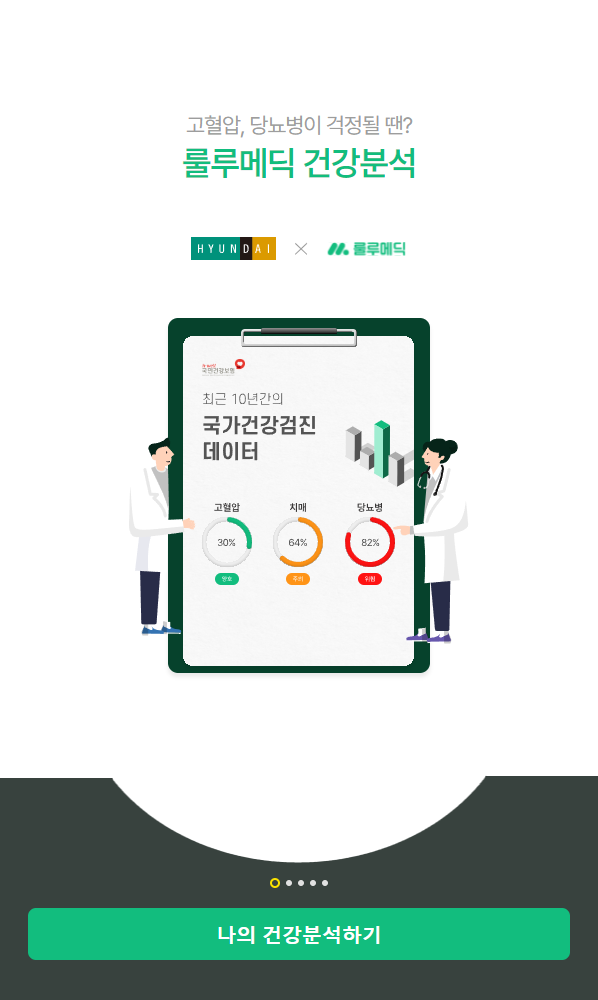 고혈압, 당뇨병이 걱정될 땐?
룰루메딕 건강분석
HYUNDAI
룰루메딕
국민건강보험
최근 10년간의
국가건강검진
데이터
고혈압 치매 당뇨병
30% 64% 82%
양호 주의 위험
나의 건강분석하기